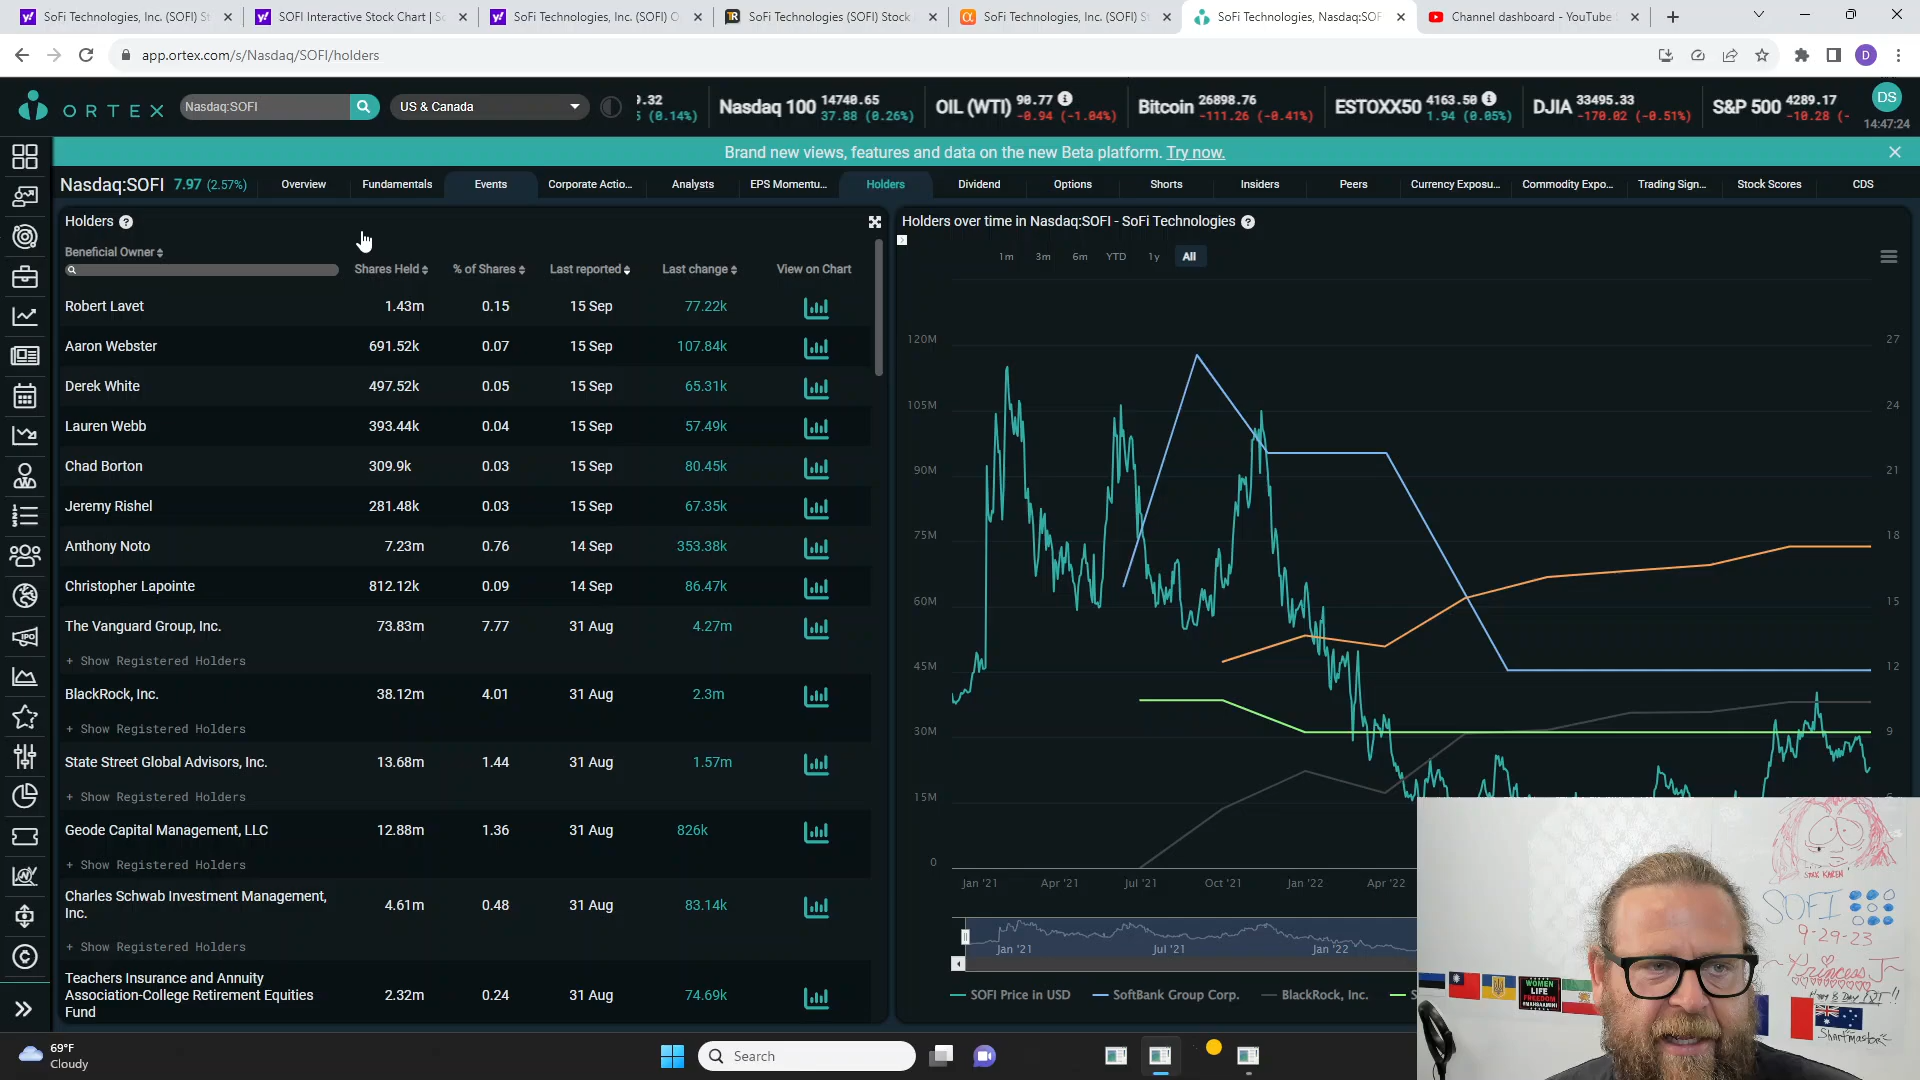 SoFi Technologies, Inc. (SOFI) St
SOFI Interactive Stock Chart | Sc
SoFi Technologies, Inc. (SOFI) O
SoFi Technologies (SOFI) Stock
SoFi Technologies, Inc. (SOFI) St
SoFi Technologies, Nasdaq:SOF
Channel dashboard - YouTube
app.ortex.com/s/Nasdaq/SOFI/holders
D
ORTEX
Nasdaq:SOFI
US & Canada
9.32
5 (0.14%)
Nasdaq 100 14740.65
37.88 (0.26%)
OIL (WTI) 90.77
-0.94 (-1.04%)
Bitcoin 26898.76
-111.26 (-0.41%)
ESTOXX50 4163.50
1.94 (0.05%)
DJIA 33495.33
-170.02 (-0.51%)
S&P 500 4289.17
-10.28 (-
DS
14:47:24
Brand new views, features and data on the new Beta platform. Try now.
Nasdaq:SOFI 7.97 (2.57%)
Overview
Fundamentals
Events
Corporate Actio...
Analysts
EPS Momentu...
Holders
Dividend
Options
Shorts
Insiders
Peers
Currency Exposu...
Commodity Expo...
Trading Sign...
Stock Scores
CDS
Holders
Beneficial Owner
Shares Held
% of Shares
Last reported
Last change
View on Chart
Robert Lavet 1.43m 0.15 15 Sep 77.22k
Aaron Webster 691.52k 0.07 15 Sep 107.84k
Derek White 497.52k 0.05 15 Sep 65.31k
Lauren Webb 393.44k 0.04 15 Sep 57.49k
Chad Borton 309.9k 0.03 15 Sep 80.45k
Jeremy Rishel 281.48k 0.03 15 Sep 67.35k
Anthony Noto 7.23m 0.76 14 Sep 353.38k
Christopher Lapointe 812.12k 0.09 14 Sep 86.47k
The Vanguard Group, Inc. 73.83m 7.77 31 Aug 4.27m
+ Show Registered Holders
BlackRock, Inc. 38.12m 4.01 31 Aug 2.3m
+ Show Registered Holders
State Street Global Advisors, Inc. 13.68m 1.44 31 Aug 1.57m
+ Show Registered Holders
Geode Capital Management, LLC 12.88m 1.36 31 Aug 826k
+ Show Registered Holders
Charles Schwab Investment Management,
Inc. 4.61m 0.48 31 Aug 83.14k
+ Show Registered Holders
Teachers Insurance and Annuity
Association-College Retirement Equities
Fund 2.32m 0.24 31 Aug 74.69k
Holders over time in Nasdaq:SOFI - SoFi Technologies
1m 3m 6m YTD 1y All
120M 27
105M 24
90M 21
75M 18
60M 15
45M 12
30M 9
15M
0
Jan '21 Apr '21 Jul '21 Oct '21 Jan '22 Apr '22
Jan '21 Jul '21 Jan '22
SOFI Price in USD
SoftBank Group Corp.
BlackRock, Inc.
S
STAX KAREN
SOFI
9-29-23
Princess J
WOMEN
LIFE
FREEDOM
69°F
Cloudy
Search